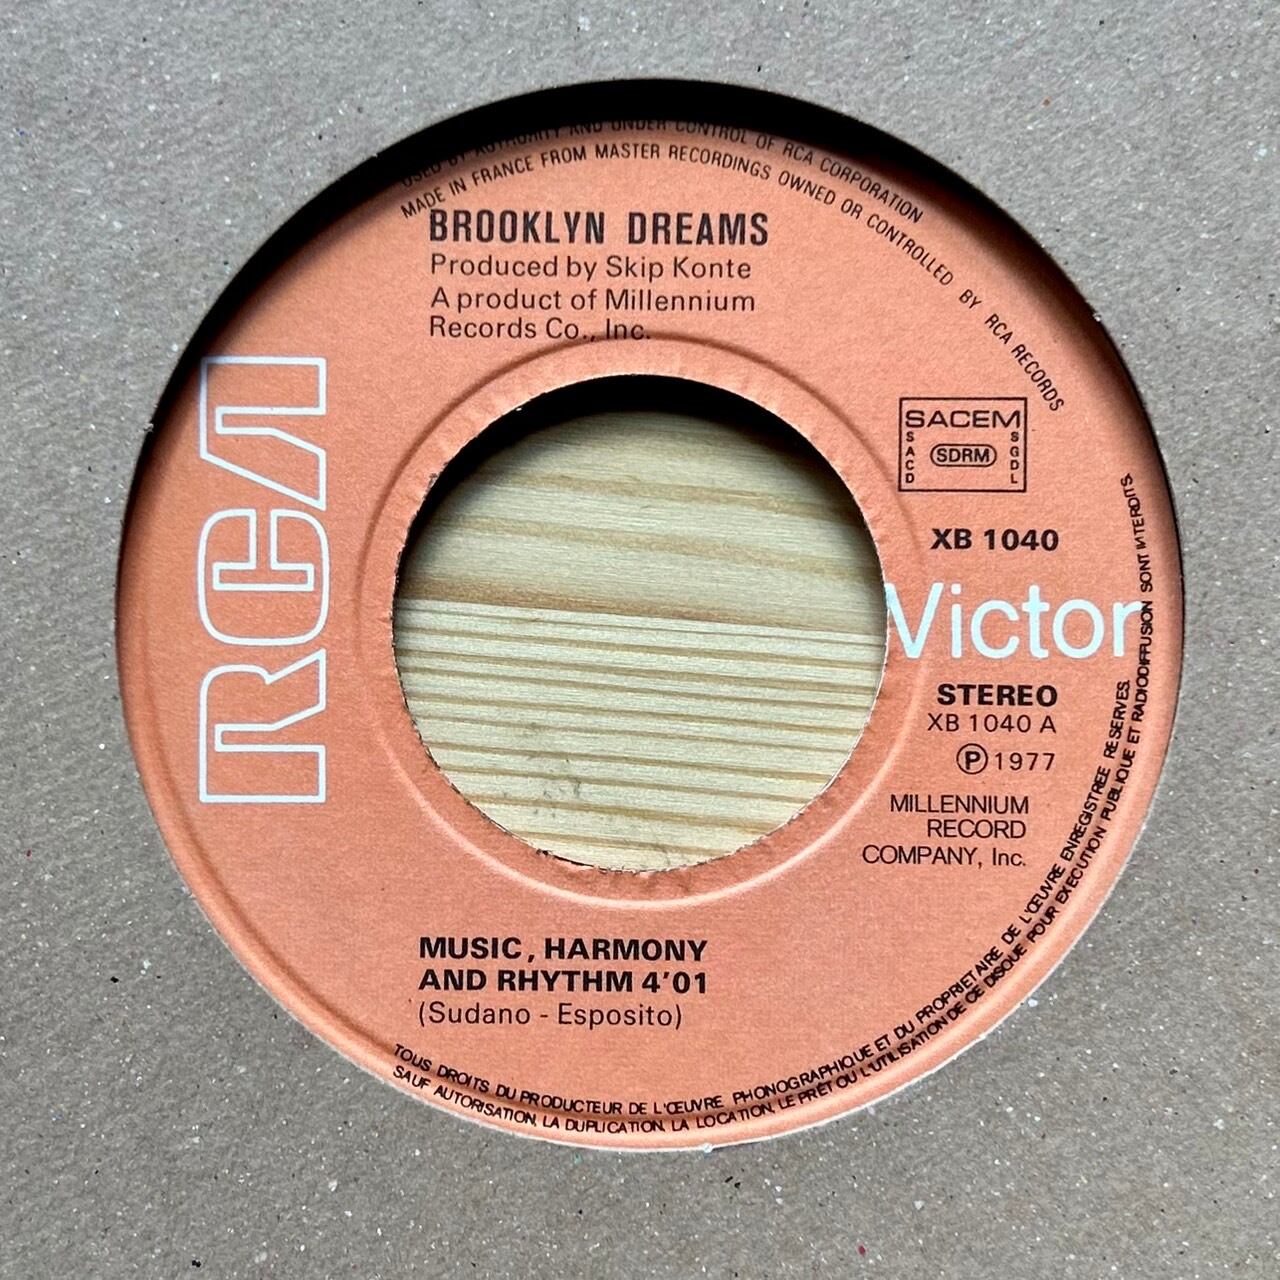 USED BY AUTHORITY AND UNDER CONTROL OF RCA CORPORATION
MADE IN FRANCE FROM MASTER RECORDINGS OWNED OR CONTROLLED BY RCA RECORDS
BROOKLYN DREAMS
Produced by Skip Konte
A product of Millennium
Records Co., Inc.
RCA
SACEM
SACD
SDRM
SGDL
XB 1040
Victor
STEREO
XB 1040 A
℗ 1977
MILLENNIUM
RECORD
COMPANY, Inc.
MUSIC, HARMONY
AND RHYTHM 4'01
(Sudano - Esposito)
TOUS DROITS DU PRODUCTEUR DE L'ŒUVRE PHONOGRAPHIQUE ET DU PROPRIETAIRE DE L'ŒUVRE ENREGISTREE RESERVES.
SAUF AUTORISATION, LA DUPLICATION, LA LOCATION, LE PRÊT OU L'UTILISATION DE CE DISQUE POUR EXECUTION PUBLIQUE ET RADIODIFFUSION SONT INTERDITS.